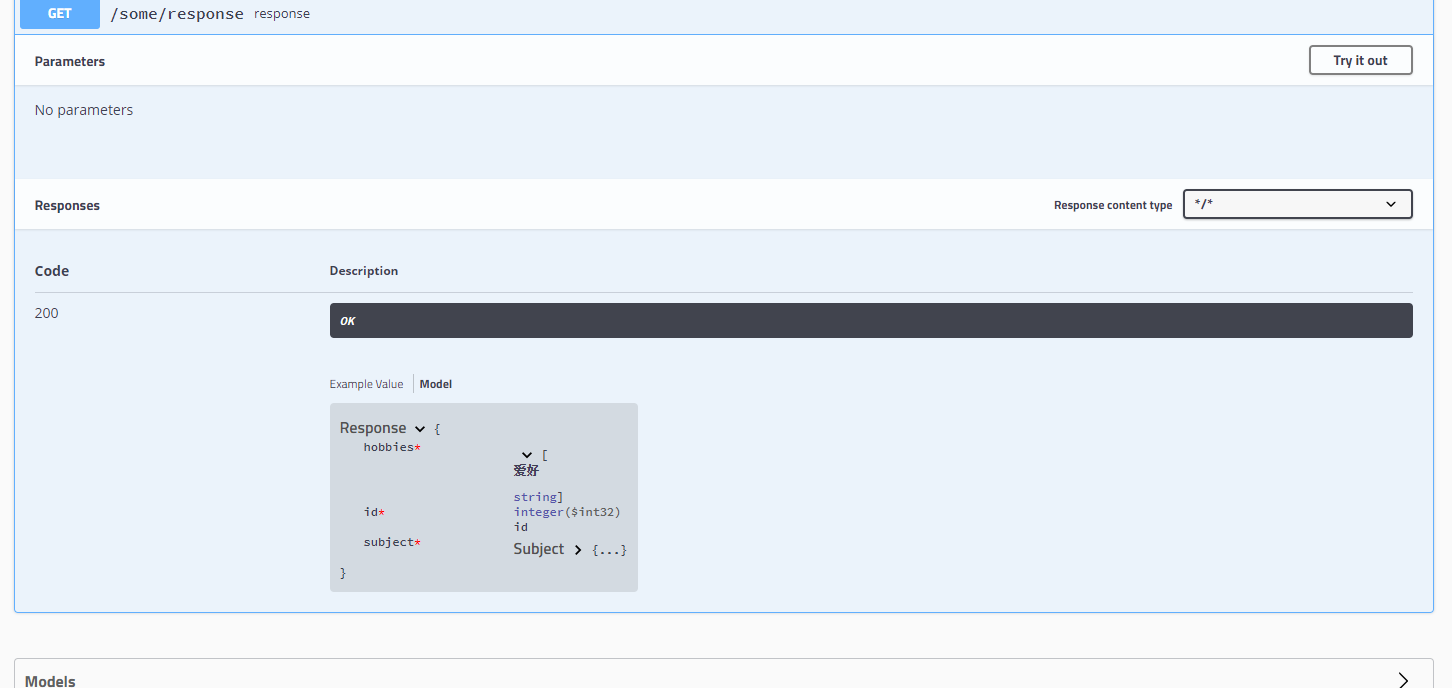 GET /some/response response
Parameters Try it out
No parameters
Responses Response content type */*
Code Description
200 OK
Example Value Model
Response {
hobbies* [
爱好
string]
id* integer($int32)
id
subject* Subject {...}
}
Models